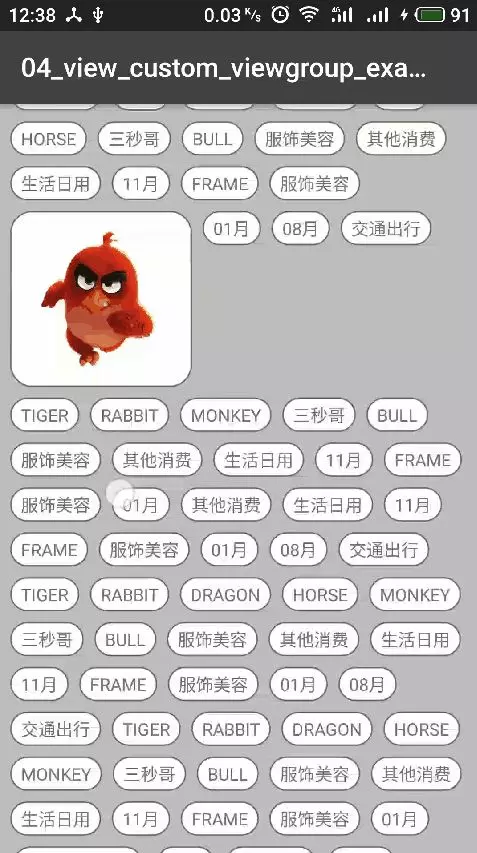 12:38 0.03 K/s 4G 91
04_view_custom_viewgroup_exa...
HORSE 三秒哥 BULL 服饰美容 其他消费
生活日用 11月 FRAME 服饰美容
01月 08月 交通出行
TIGER RABBIT MONKEY 三秒哥 BULL
服饰美容 其他消费 生活日用 11月 FRAME
服饰美容 01月 其他消费 生活日用 11月
FRAME 服饰美容 01月 08月 交通出行
TIGER RABBIT DRAGON HORSE MONKEY
三秒哥 BULL 服饰美容 其他消费 生活日用
11月 FRAME 服饰美容 01月 08月
交通出行 TIGER RABBIT DRAGON HORSE
MONKEY 三秒哥 BULL 服饰美容 其他消费
生活日用 11月 FRAME 服饰美容 01月